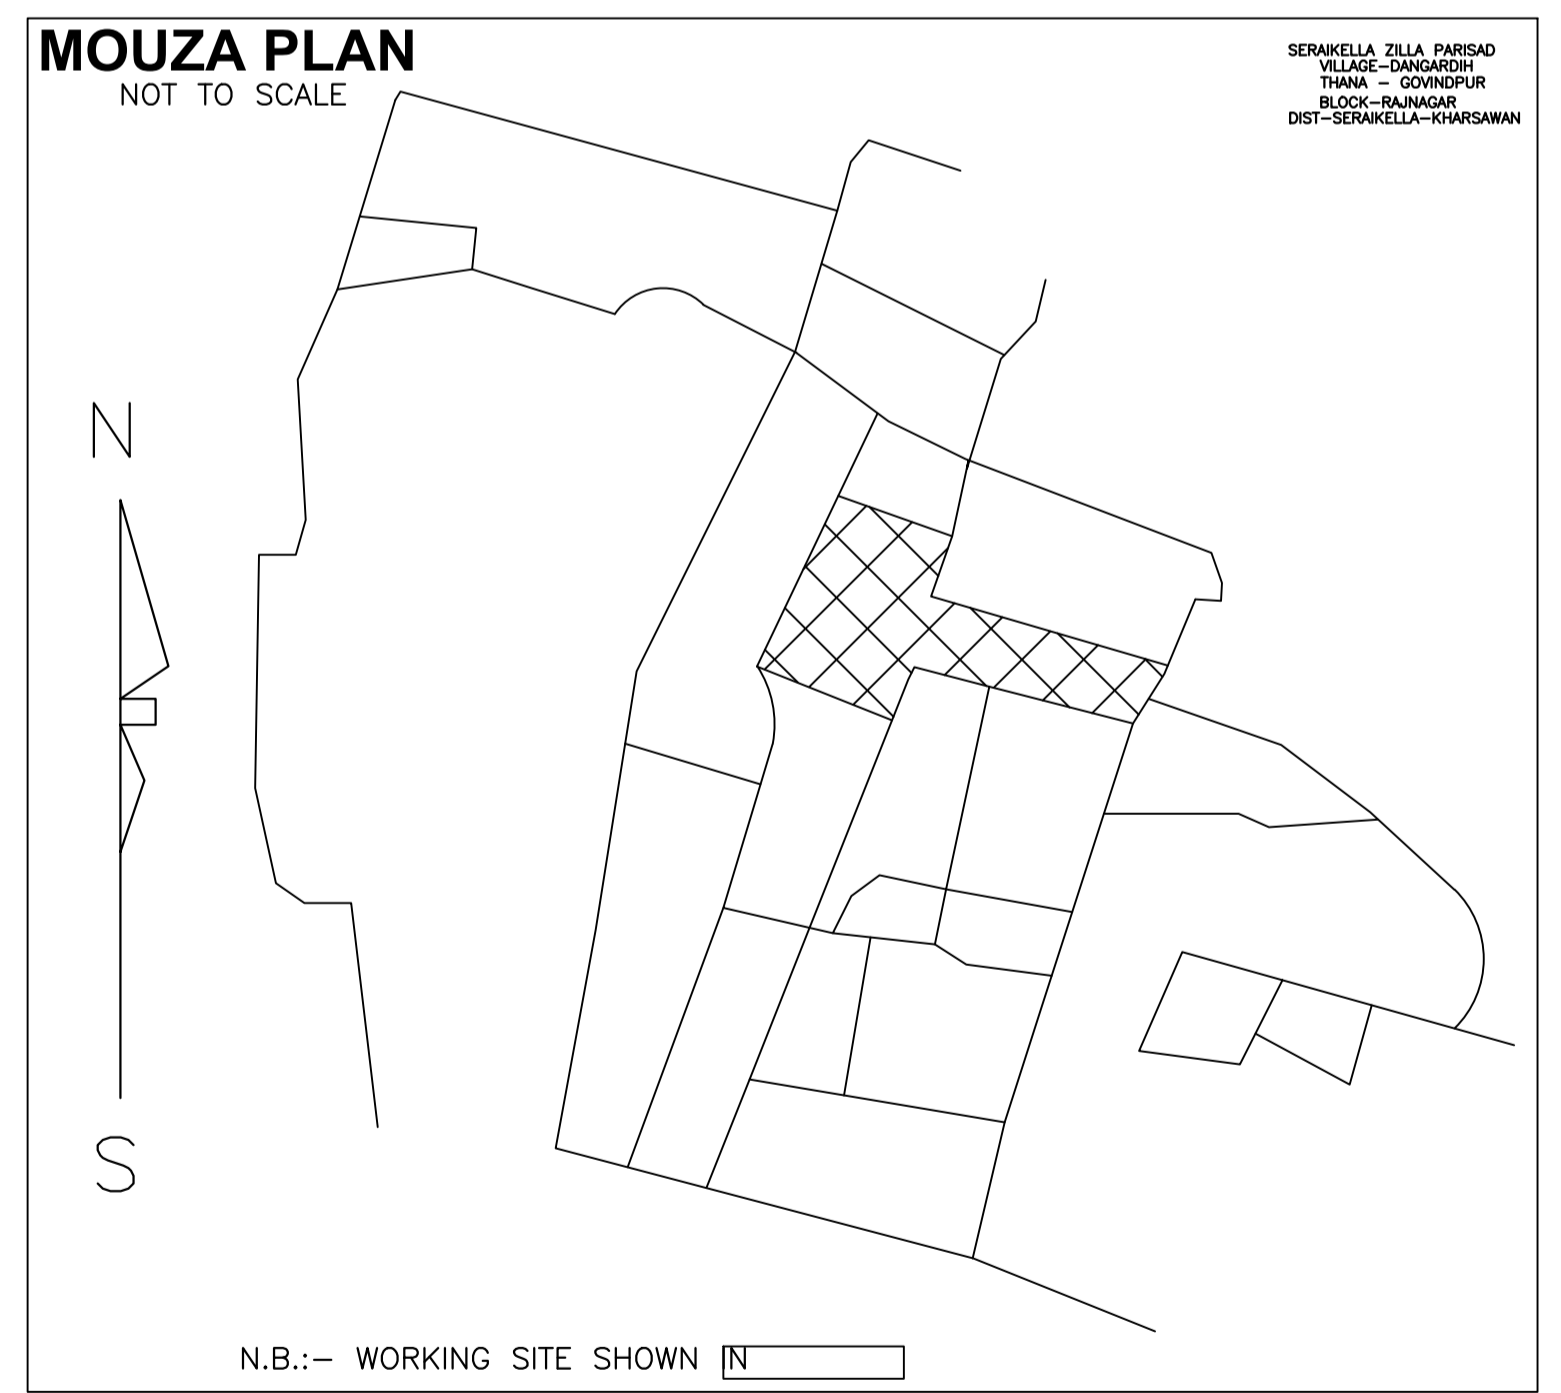 MOUZA PLAN
NOT TO SCALE
SERAIKELLA ZILLA PARISAD
VILLAGE-DANGARDIH
THANA - GOVINDPUR
BLOCK-RAJNAGAR
DIST-SERAIKELLA-KHARSAWAN
N
S
N.B.:- WORKING SITE SHOWN IN